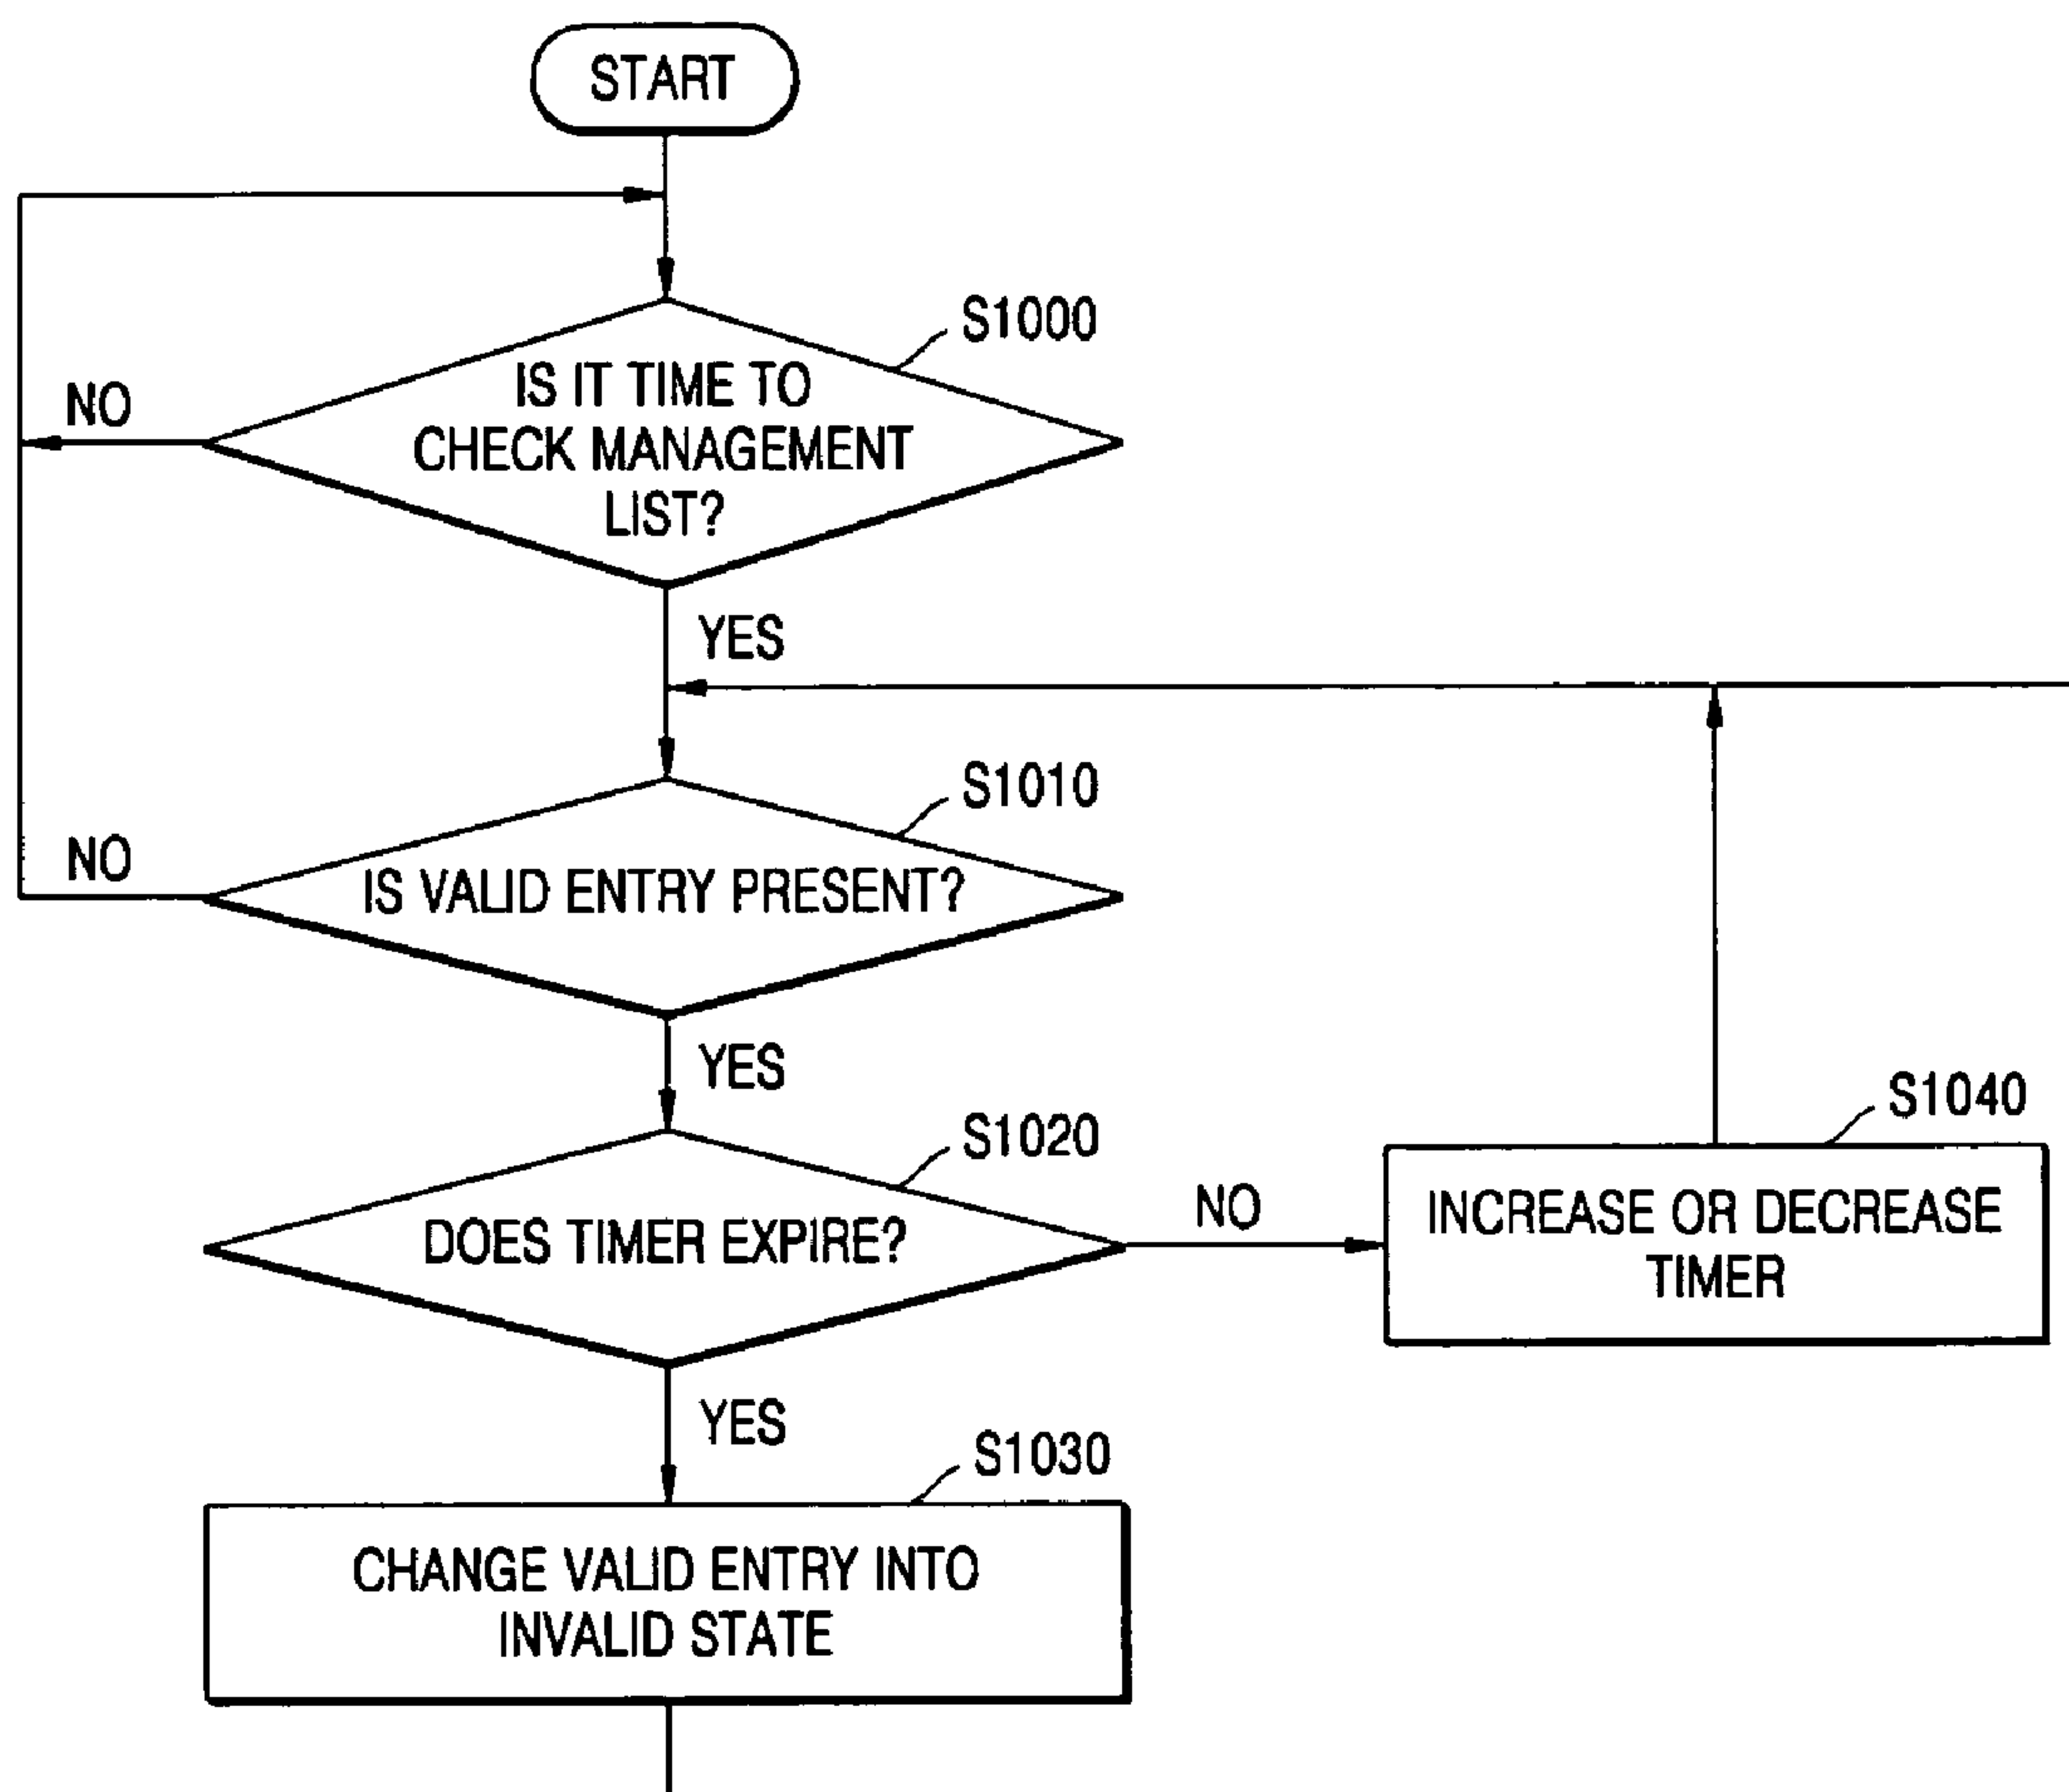 START
S1000
IS IT TIME TO
CHECK MANAGEMENT
LIST?
NO
YES
S1010
IS VALID ENTRY PRESENT?
NO
YES
S1020
DOES TIMER EXPIRE?
NO
S1040
INCREASE OR DECREASE
TIMER
YES
S1030
CHANGE VALID ENTRY INTO
INVALID STATE